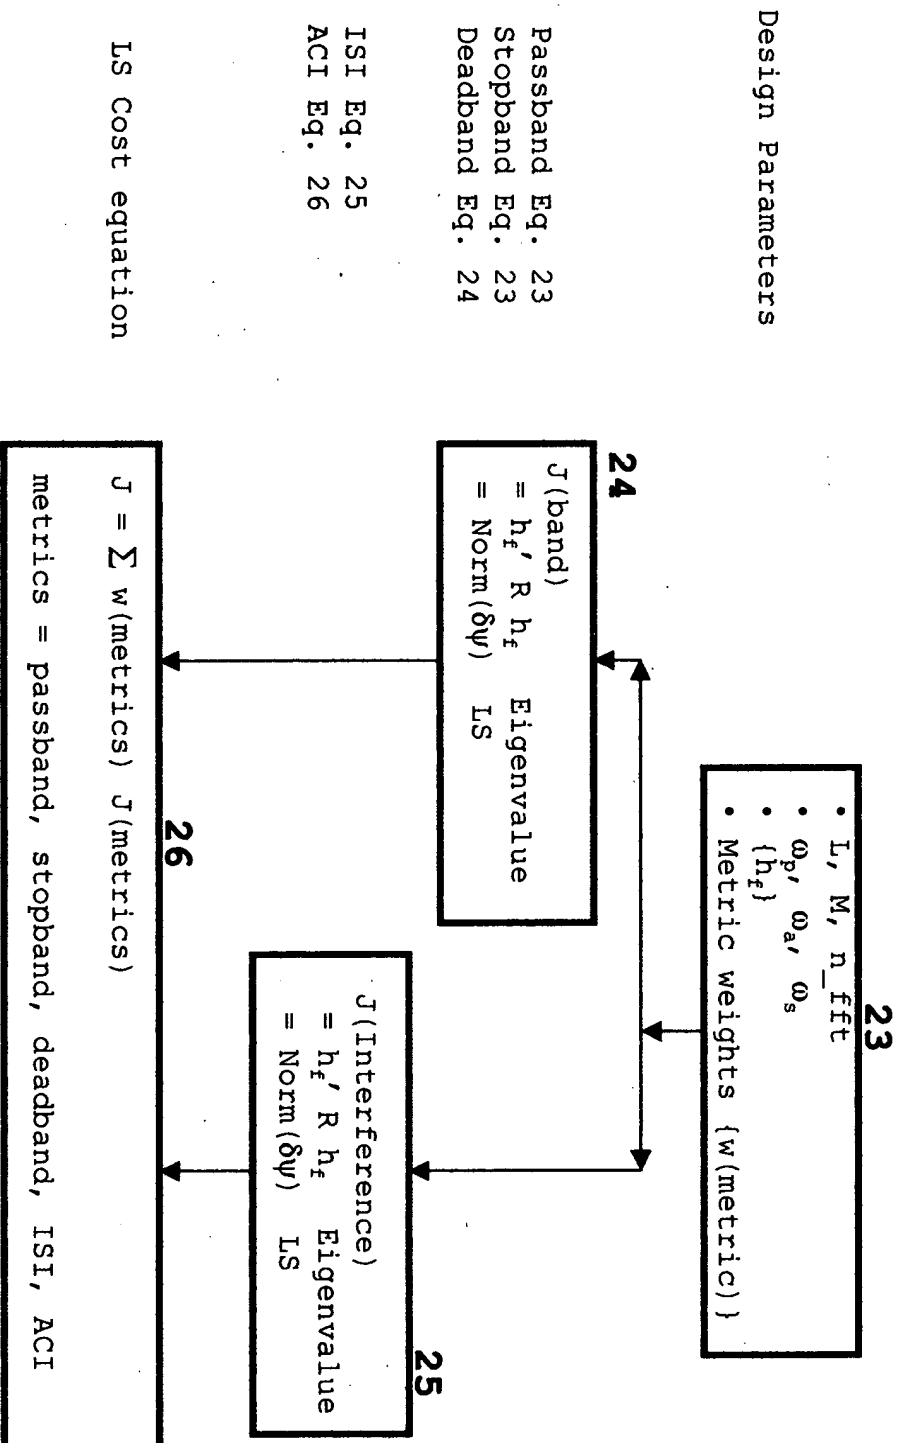 Design Parameters
23
• L, M, n_fft
• ωp, ωa, ωs
• {hf}
• Metric weights {w(metric)}
Passband Eq. 23
Stopband Eq. 23
Deadband Eq. 24
24
J(band)
= hf′ R hf Eigenvalue
= Norm(δψ) LS
ISI Eq. 25
ACI Eq. 26
25
J(Interference)
= hf′ R hf Eigenvalue
= Norm(δψ) LS
LS Cost equation
26
J = ∑ w(metrics) J(metrics)
metrics = passband, stopband, deadband, ISI, ACI